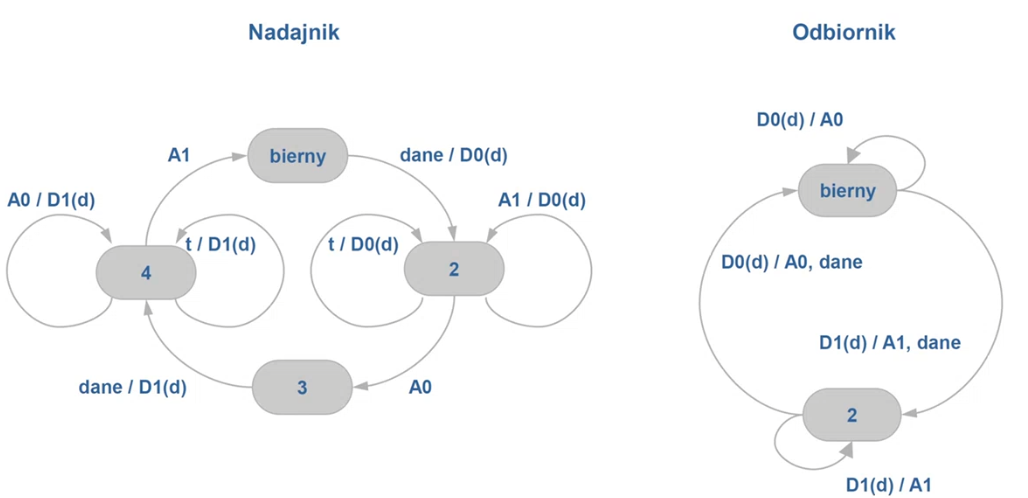 Nadajnik
Odbiornik
D0(d) / A0
A1
bierny
dane / D0(d)
bierny
A0 / D1(d)
A1 / D0(d)
t / D1(d)
t / D0(d)
4
2
D0(d) / A0, dane
D1(d) / A1, dane
dane / D1(d)
3
A0
2
D1(d) / A1